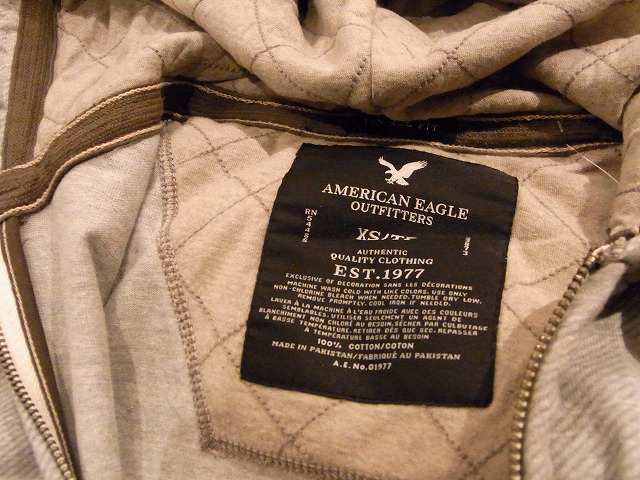 AMERICAN EAGLE
OUTFITTERS
RN
54485
XS/TP
AUTHENTIC
QUALITY CLOTHING
EST.1977
EXCLUSIVE OF DECORATION SANS LES DÉCORATIONS
MACHINE WASH COLD WITH LIKE COLORS. USE ONLY
NON-CHLORINE BLEACH WHEN NEEDED. TUMBLE DRY LOW.
REMOVE PROMPTLY. COOL IRON IF NEEDED.
LAVER À LA MACHINE À L'EAU FROIDE AVEC DES COULEURS
SEMBLABLES. UTILISER SEULEMENT UN AGENT DE
BLANCHIMENT NON CHLORÉ AU BESOIN. SÉCHER PAR CULBUTAGE
À BASSE TEMPÉRATURE. RETIRER DÈS QUE SEC. REPASSER
À TEMPÉRATURE BASSE AU BESOIN
100% COTTON/COTON
MADE IN PAKISTAN/FABRIQUÉ AU PAKISTAN
A.E. No. 01977